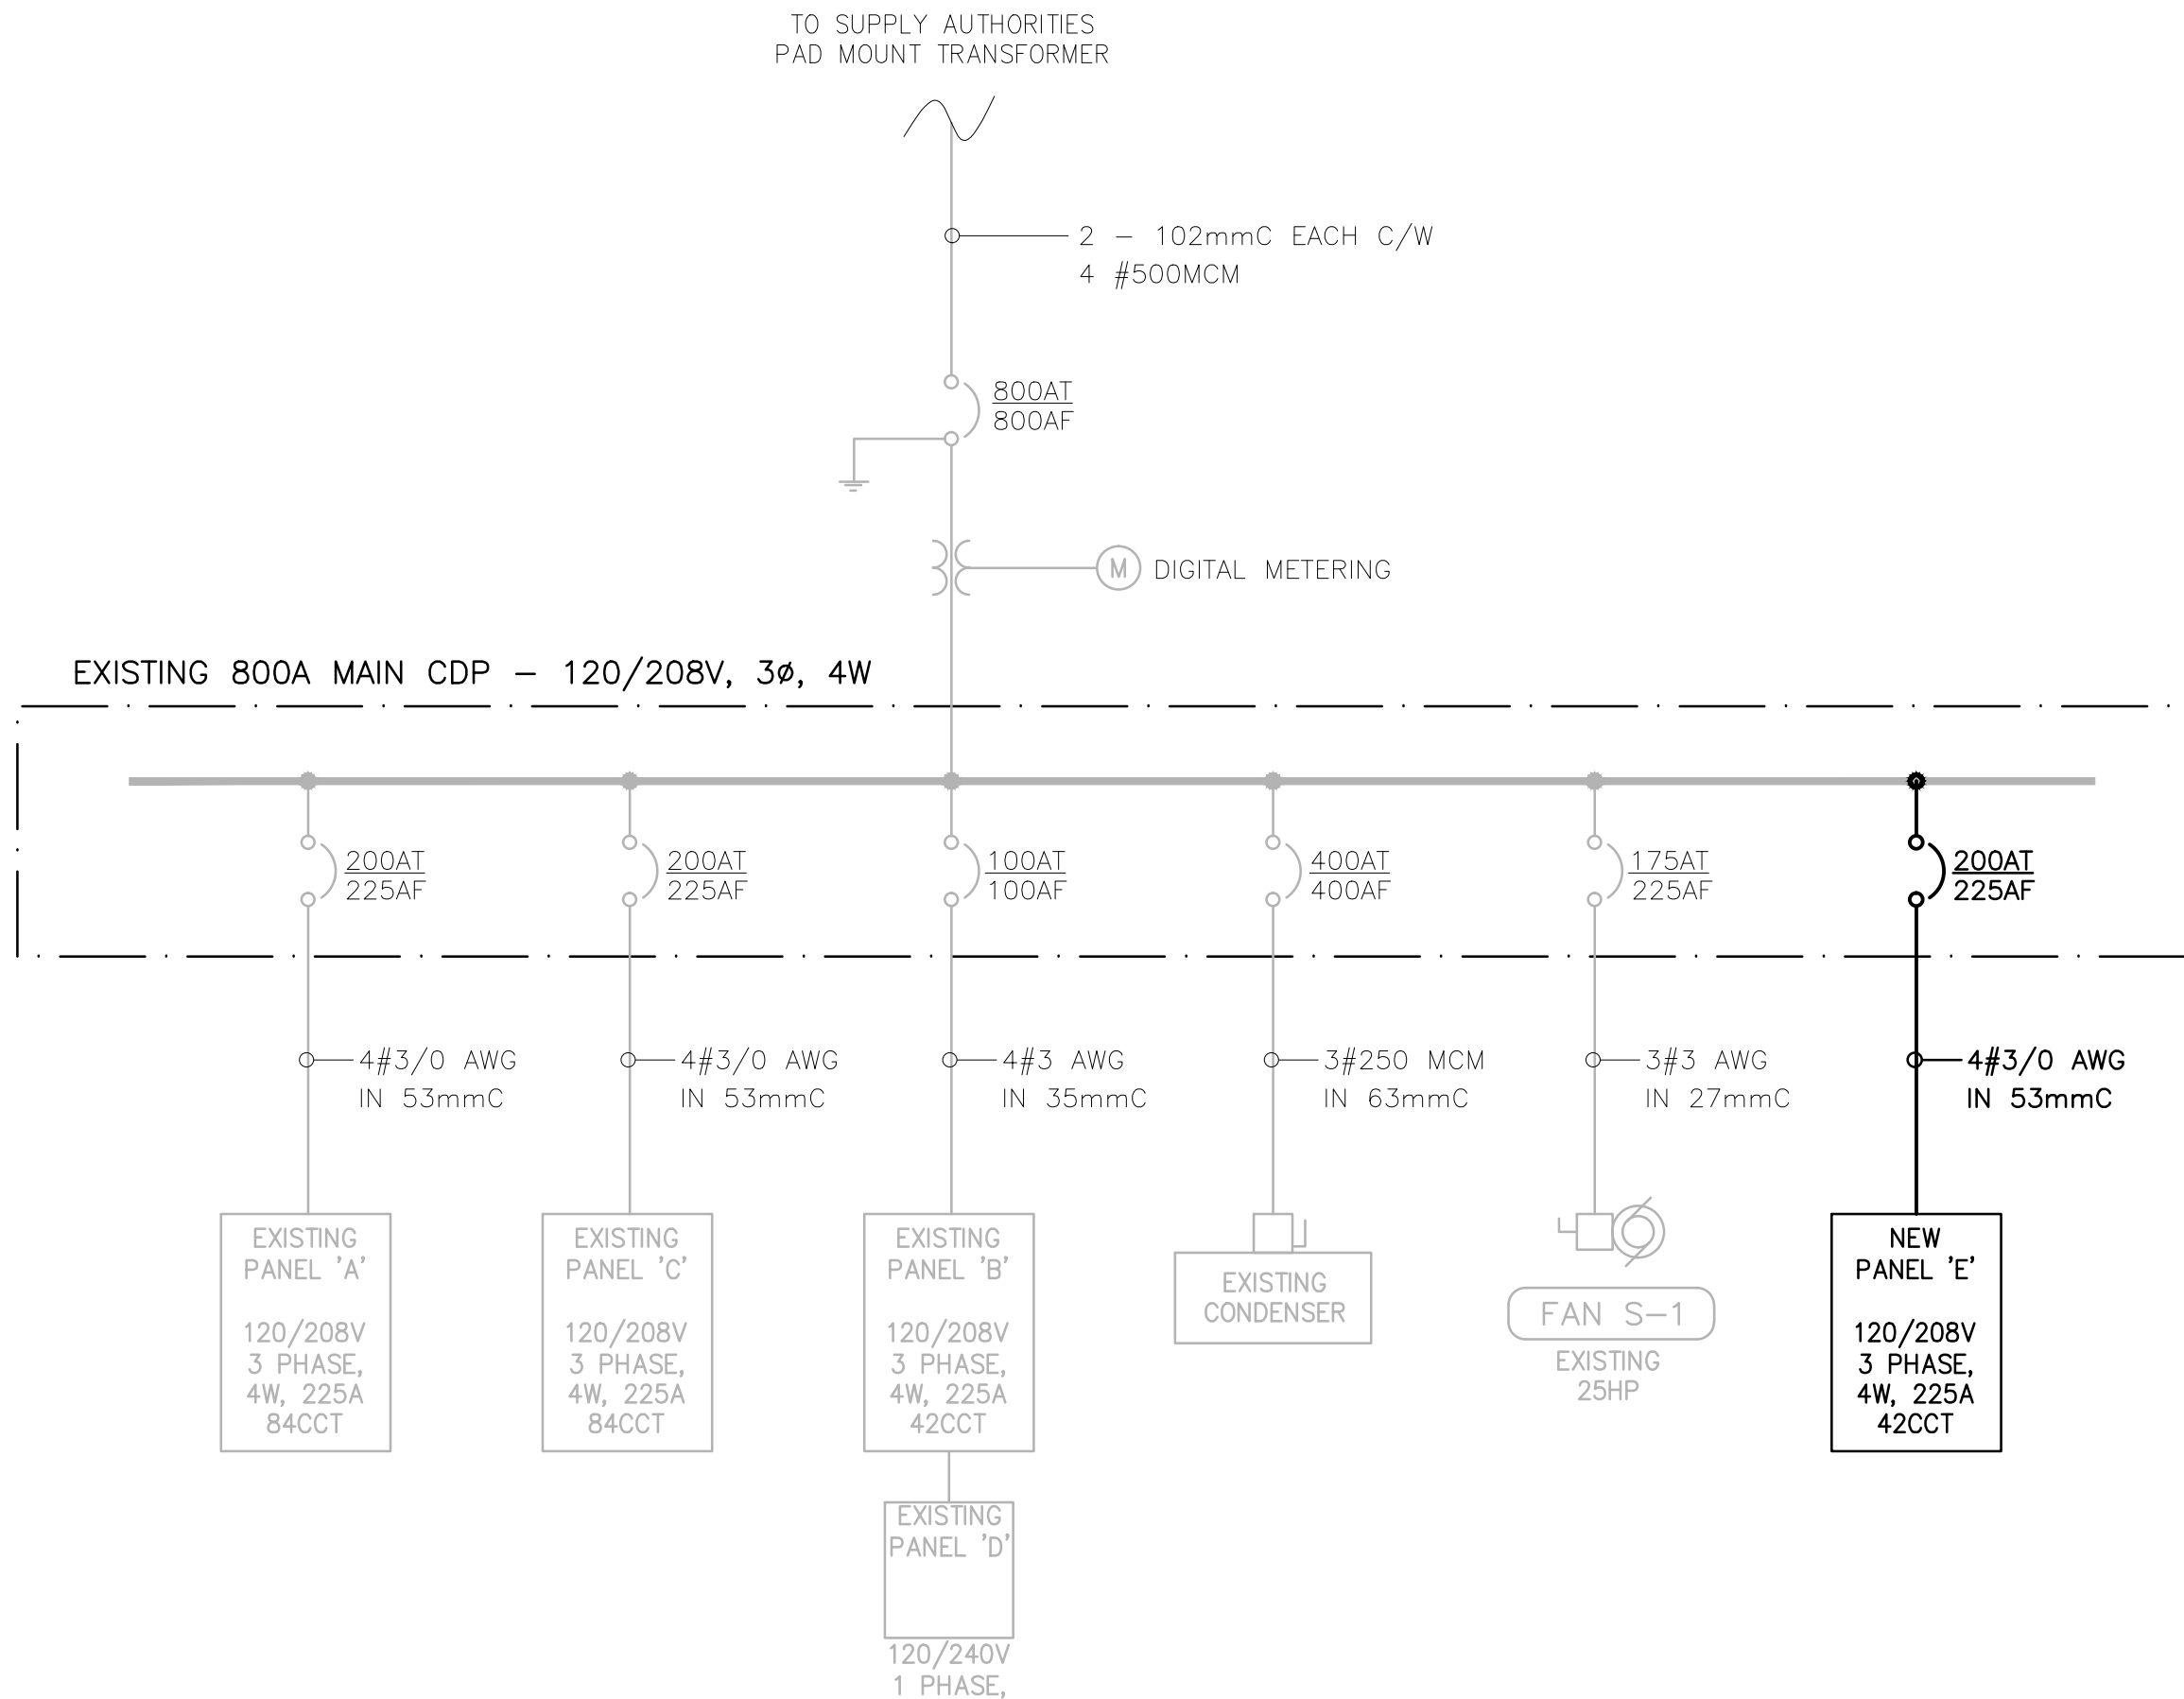 TO SUPPLY AUTHORITIES
PAD MOUNT TRANSFORMER
2 - 102mmC EACH C/W
4 #500MCM
800AT
800AF
M
DIGITAL METERING
EXISTING 800A MAIN CDP - 120/208V, 3ø, 4W
200AT
225AF
200AT
225AF
100AT
100AF
400AT
400AF
175AT
225AF
200AT
225AF
4#3/0 AWG
IN 53mmC
4#3/0 AWG
IN 53mmC
4#3 AWG
IN 35mmC
3#250 MCM
IN 63mmC
3#3 AWG
IN 27mmC
4#3/0 AWG
IN 53mmC
EXISTING
PANEL 'A'
120/208V
3 PHASE,
4W, 225A
84CCT
EXISTING
PANEL 'C'
120/208V
3 PHASE,
4W, 225A
84CCT
EXISTING
PANEL 'B'
120/208V
3 PHASE,
4W, 225A
42CCT
EXISTING
CONDENSER
FAN S-1
EXISTING
25HP
NEW
PANEL 'E'
120/208V
3 PHASE,
4W, 225A
42CCT
EXISTING
PANEL 'D'
120/240V
1 PHASE,